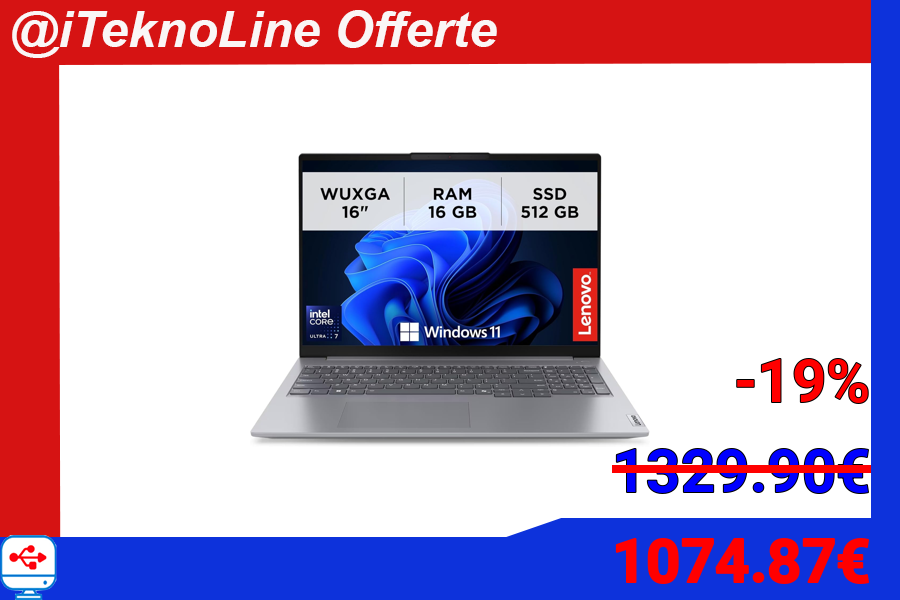 @iTeknoLine Offerte
WUXGA
16"
RAM
16 GB
SSD
512 GB
Lenovo.
intel
CORE
ULTRA 7
Windows 11
Lenovo
-19%
1329.90€
1074.87€